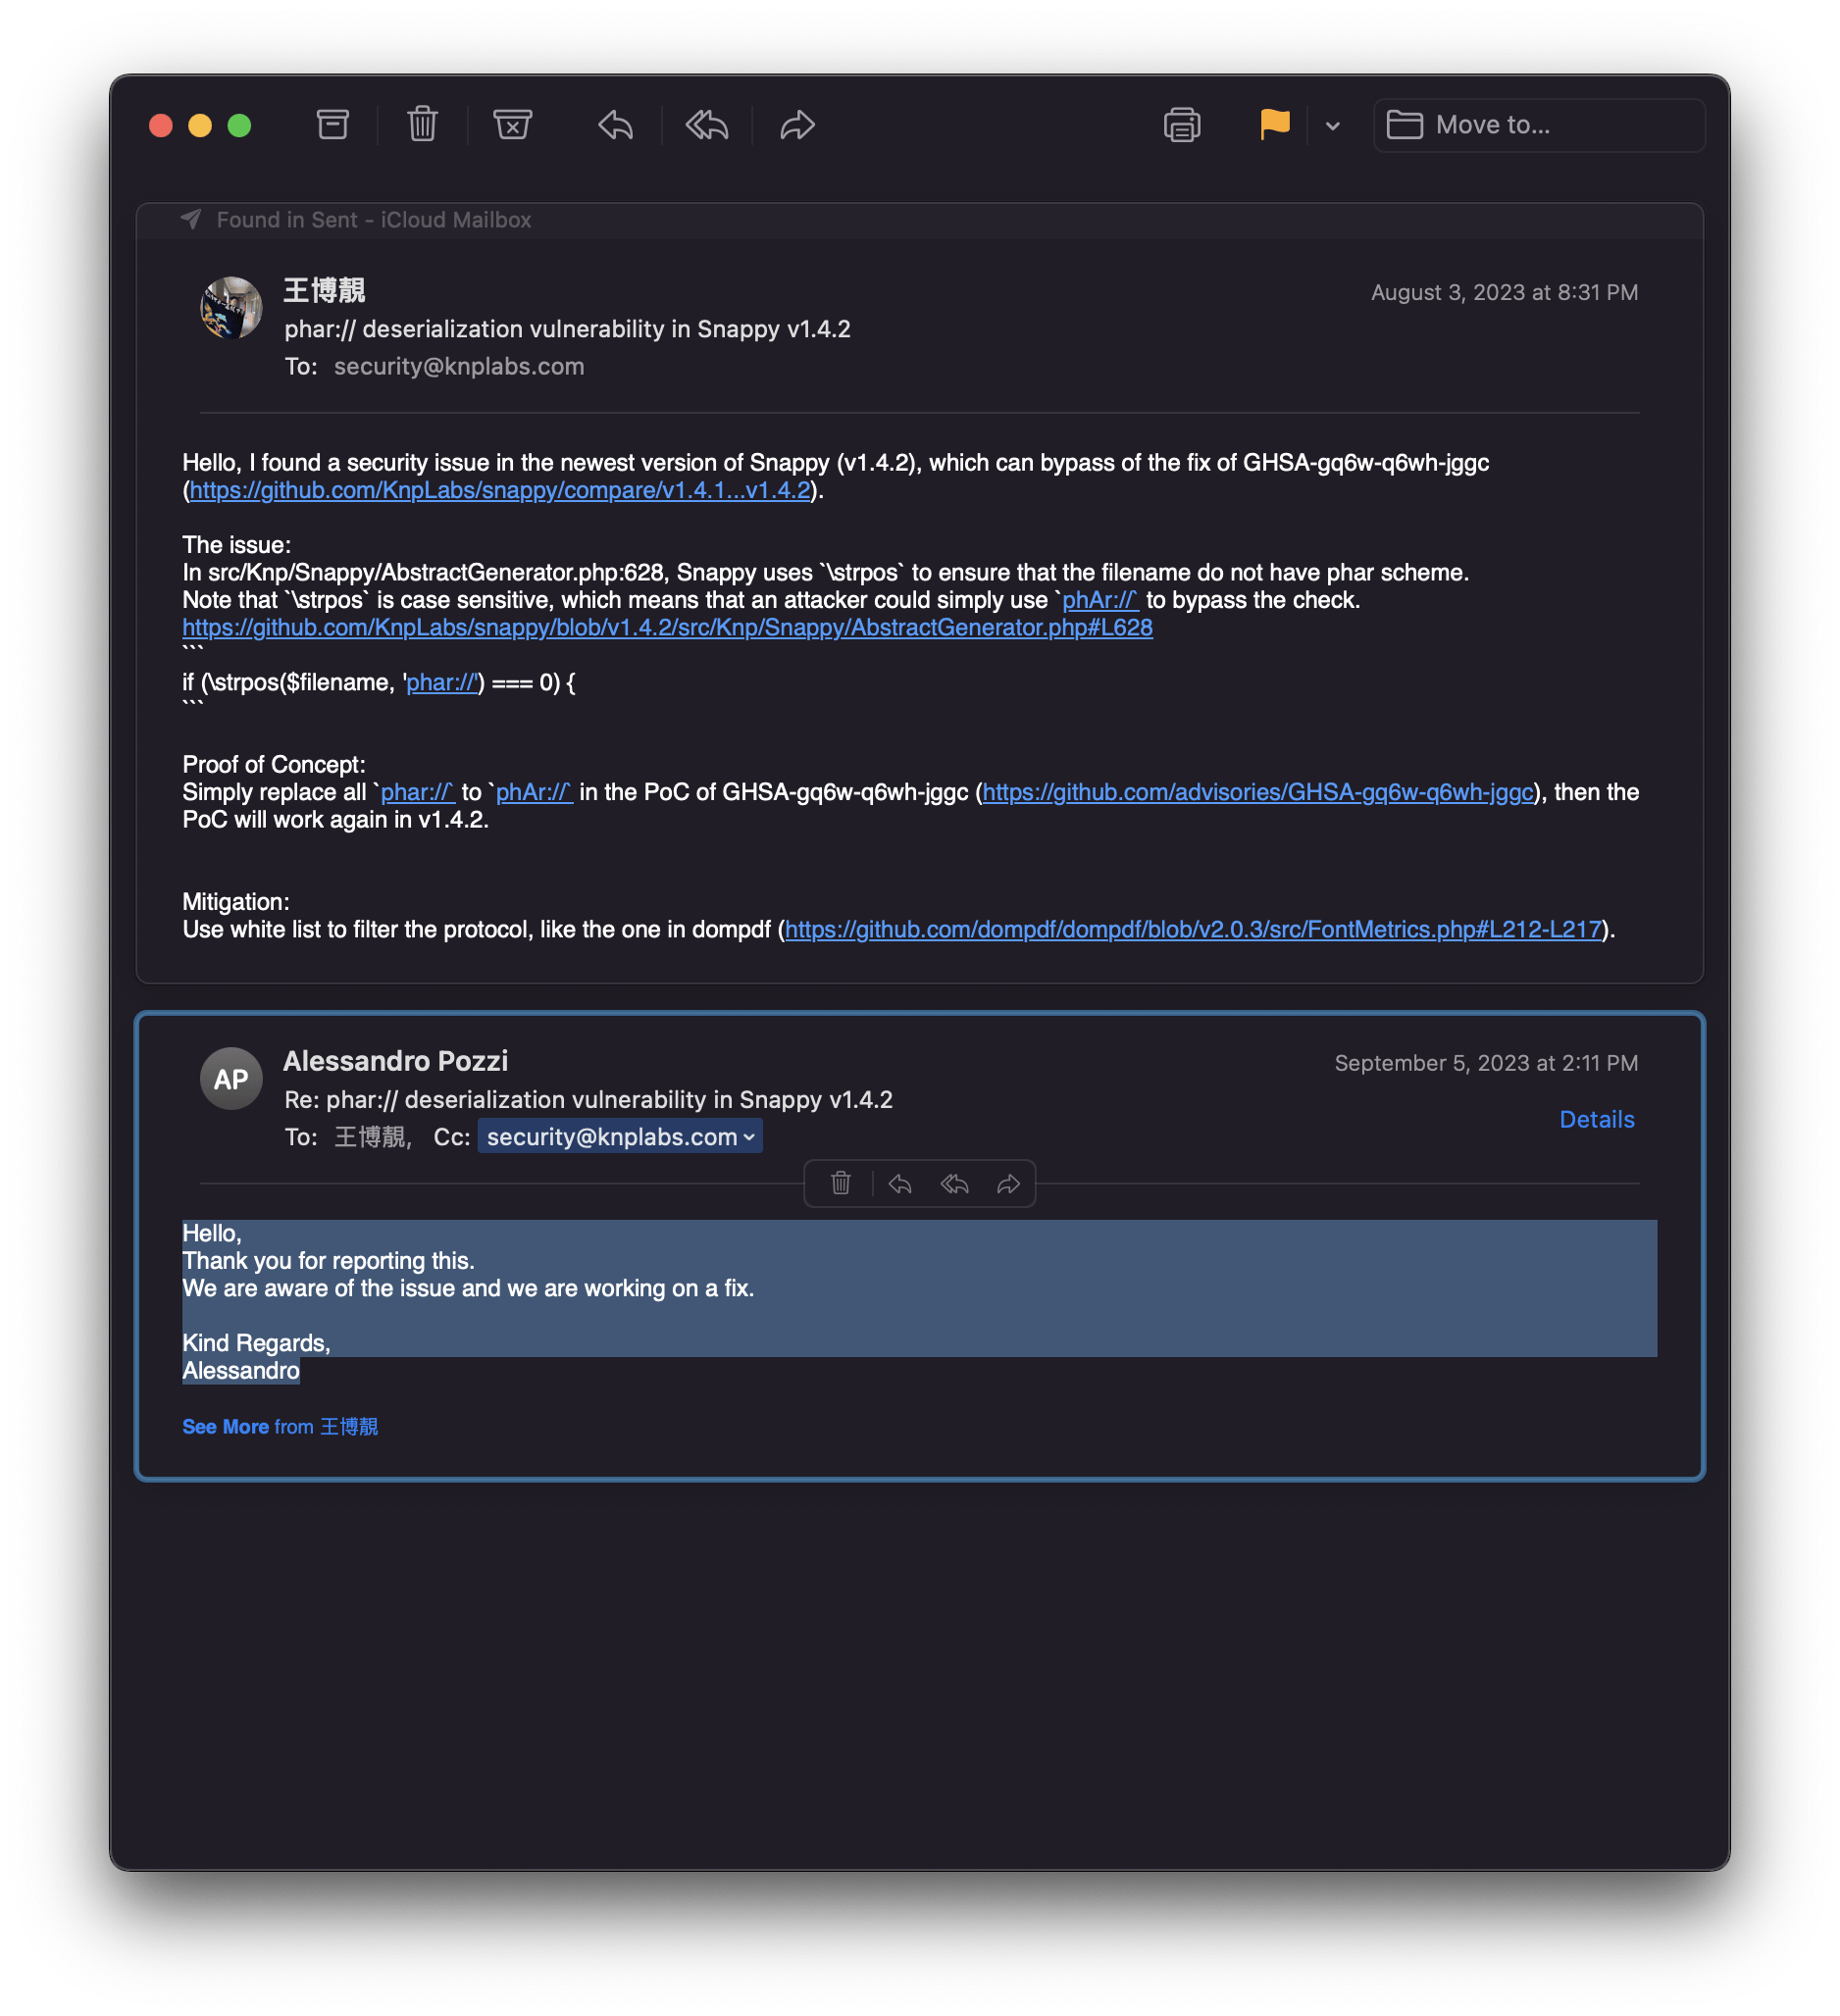 Move to...
Found in Sent - iCloud Mailbox
王博靚
August 3, 2023 at 8:31 PM
phar:// deserialization vulnerability in Snappy v1.4.2
To: security@knplabs.com
Hello, I found a security issue in the newest version of Snappy (v1.4.2), which can bypass of the fix of GHSA-gq6w-q6wh-jggc
(https://github.com/KnpLabs/snappy/compare/v1.4.1...v1.4.2).
The issue:
In src/Knp/Snappy/AbstractGenerator.php:628, Snappy uses `\strpos` to ensure that the filename do not have phar scheme.
Note that `\strpos` is case sensitive, which means that an attacker could simply use `phAr://` to bypass the check.
https://github.com/KnpLabs/snappy/blob/v1.4.2/src/Knp/Snappy/AbstractGenerator.php#L628
```
if (\strpos($filename, 'phar://') === 0) {
```
Proof of Concept:
Simply replace all `phar://` to `phAr://` in the PoC of GHSA-gq6w-q6wh-jggc (https://github.com/advisories/GHSA-gq6w-q6wh-jggc), then the
PoC will work again in v1.4.2.
Mitigation:
Use white list to filter the protocol, like the one in dompdf (https://github.com/dompdf/dompdf/blob/v2.0.3/src/FontMetrics.php#L212-L217).
AP
Alessandro Pozzi
September 5, 2023 at 2:11 PM
Re: phar:// deserialization vulnerability in Snappy v1.4.2
To: 王博靚, Cc: security@knplabs.com
Details
Hello,
Thank you for reporting this.
We are aware of the issue and we are working on a fix.
Kind Regards,
Alessandro
See More from 王博靚